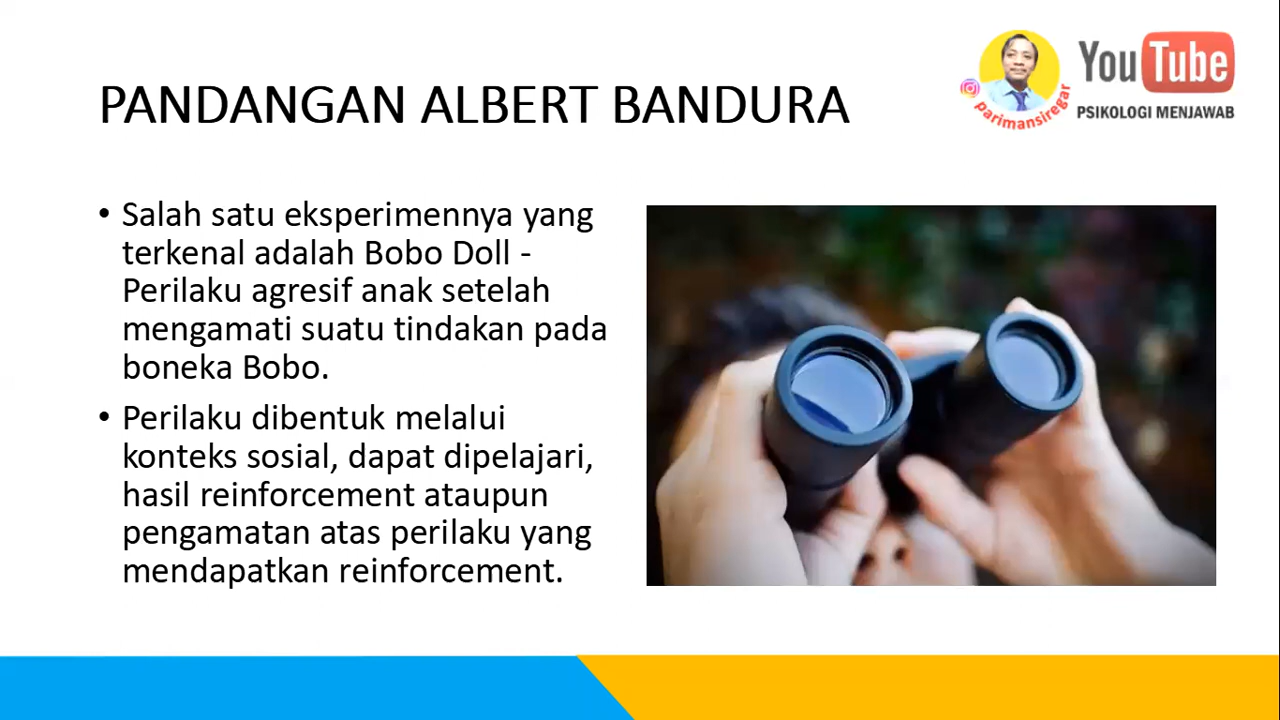 PANDANGAN ALBERT BANDURA
YouTube
PSIKOLOGI MENJAWAB
parimansiregar
• Salah satu eksperimennya yang
terkenal adalah Bobo Doll -
Perilaku agresif anak setelah
mengamati suatu tindakan pada
boneka Bobo.
• Perilaku dibentuk melalui
konteks sosial, dapat dipelajari,
hasil reinforcement ataupun
pengamatan atas perilaku yang
mendapatkan reinforcement.